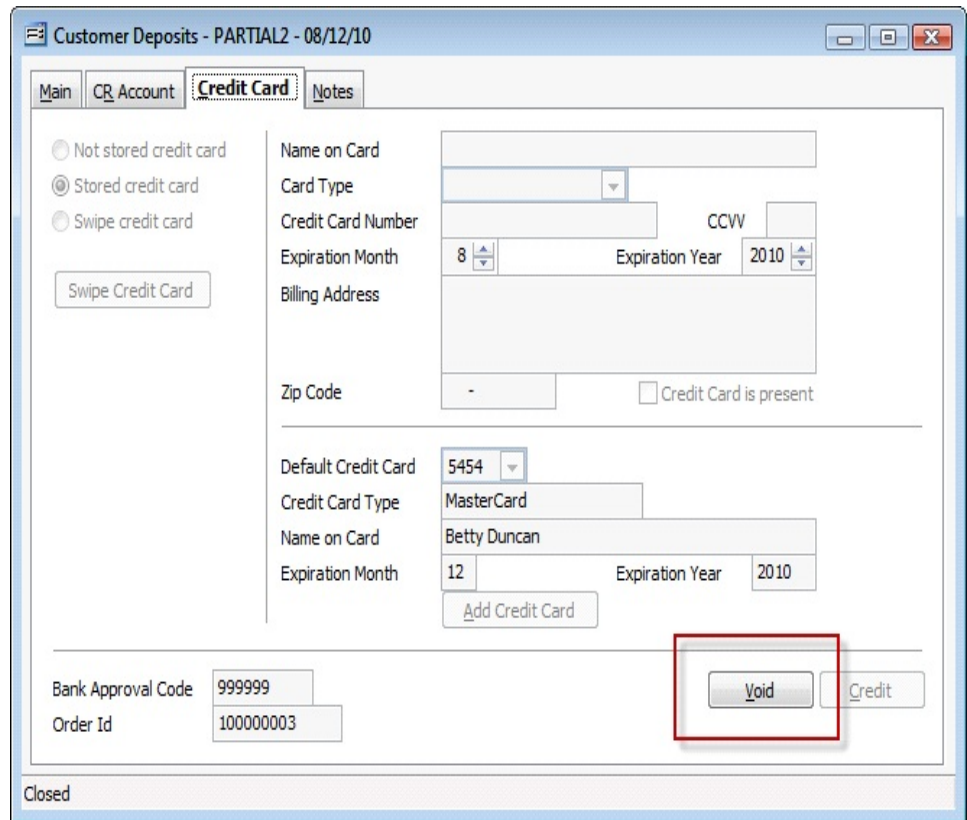 Customer Deposits - PARTIAL2 - 08/12/10
Main CR Account Credit Card Notes
Not stored credit card
Stored credit card
Swipe credit card
Swipe Credit Card
Name on Card
Card Type
Credit Card Number CCVV
Expiration Month 8 Expiration Year 2010
Billing Address
Zip Code - Credit Card is present
Default Credit Card 5454
Credit Card Type MasterCard
Name on Card Betty Duncan
Expiration Month 12 Expiration Year 2010
Add Credit Card
Bank Approval Code 999999
Void Credit
Order Id 100000003
Closed